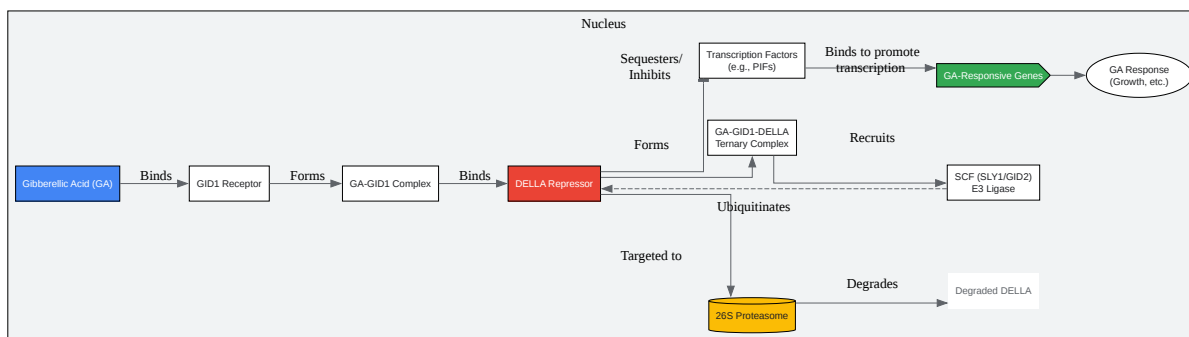 Nucleus
Sequesters/
Inhibits
Transcription Factors
(e.g., PIFs)
Binds to promote
transcription
GA-Responsive Genes
GA Response
(Growth, etc.)
Forms
GA-GID1-DELLA
Ternary Complex
Recruits
Gibberellic Acid (GA)
Binds
GID1 Receptor
Forms
GA-GID1 Complex
Binds
DELLA Repressor
SCF (SLY1/GID2)
E3 Ligase
Ubiquitinates
Targeted to
Degrades
Degraded DELLA
26S Proteasome